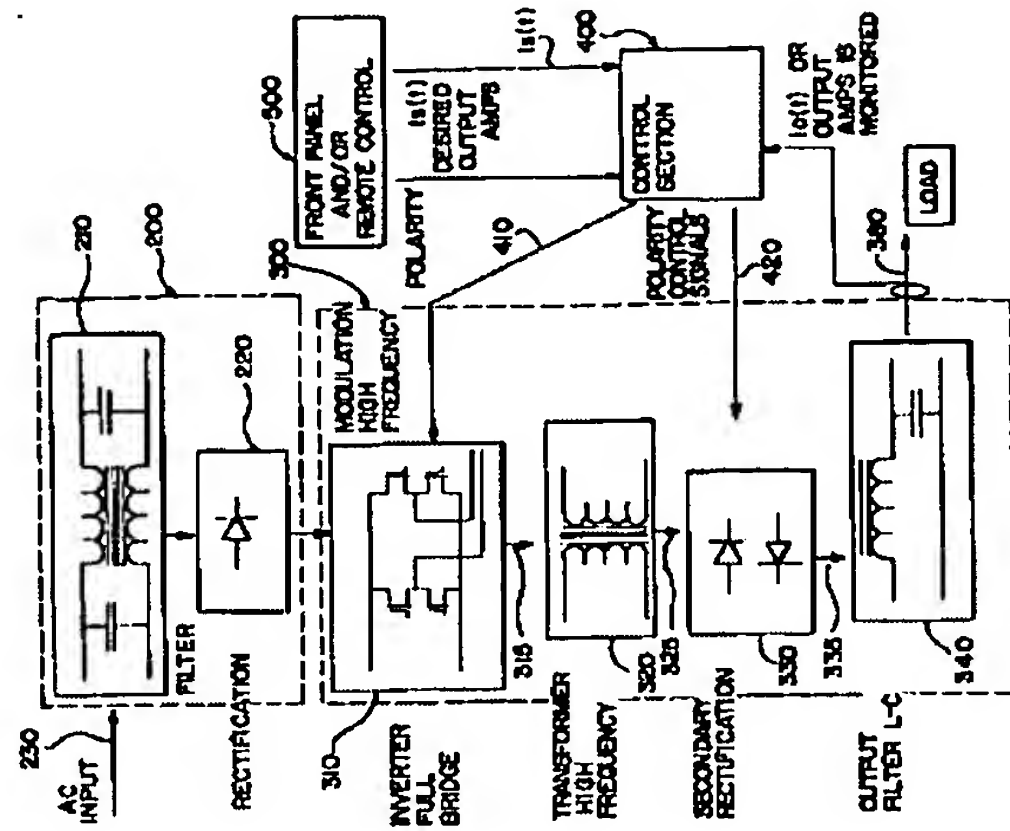 230
AC
INPUT
FILTER
210
200
RECTIFICATION
220
310
INVERTER
FULL
BRIDGE
MODULATION
HIGH
FREQUENCY
300
FRONT PANEL
AND/OR
REMOTE CONTROL
500
POLARITY
Is(t)
DESIRED
OUTPUT
AMPS
Is(t)
410
400
CONTROL
SECTION
315
TRANSFORMER
HIGH
FREQUENCY
320
325
POLARITY
CONTROL
SIGNALS
420
SECONDARY
RECTIFICATION
330
335
Io(t) OR
OUTPUT
AMPS IS
MONITORED
OUTPUT
FILTER L-C
340
380
LOAD